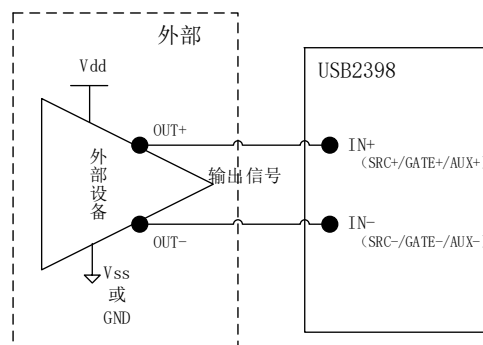 外部
Vdd
USB2398
OUT+
IN+
(SRC+/GATE+/AUX+)
外部设备
输出信号
IN-
(SRC-/GATE-/AUX-)
OUT-
Vss
或
GND